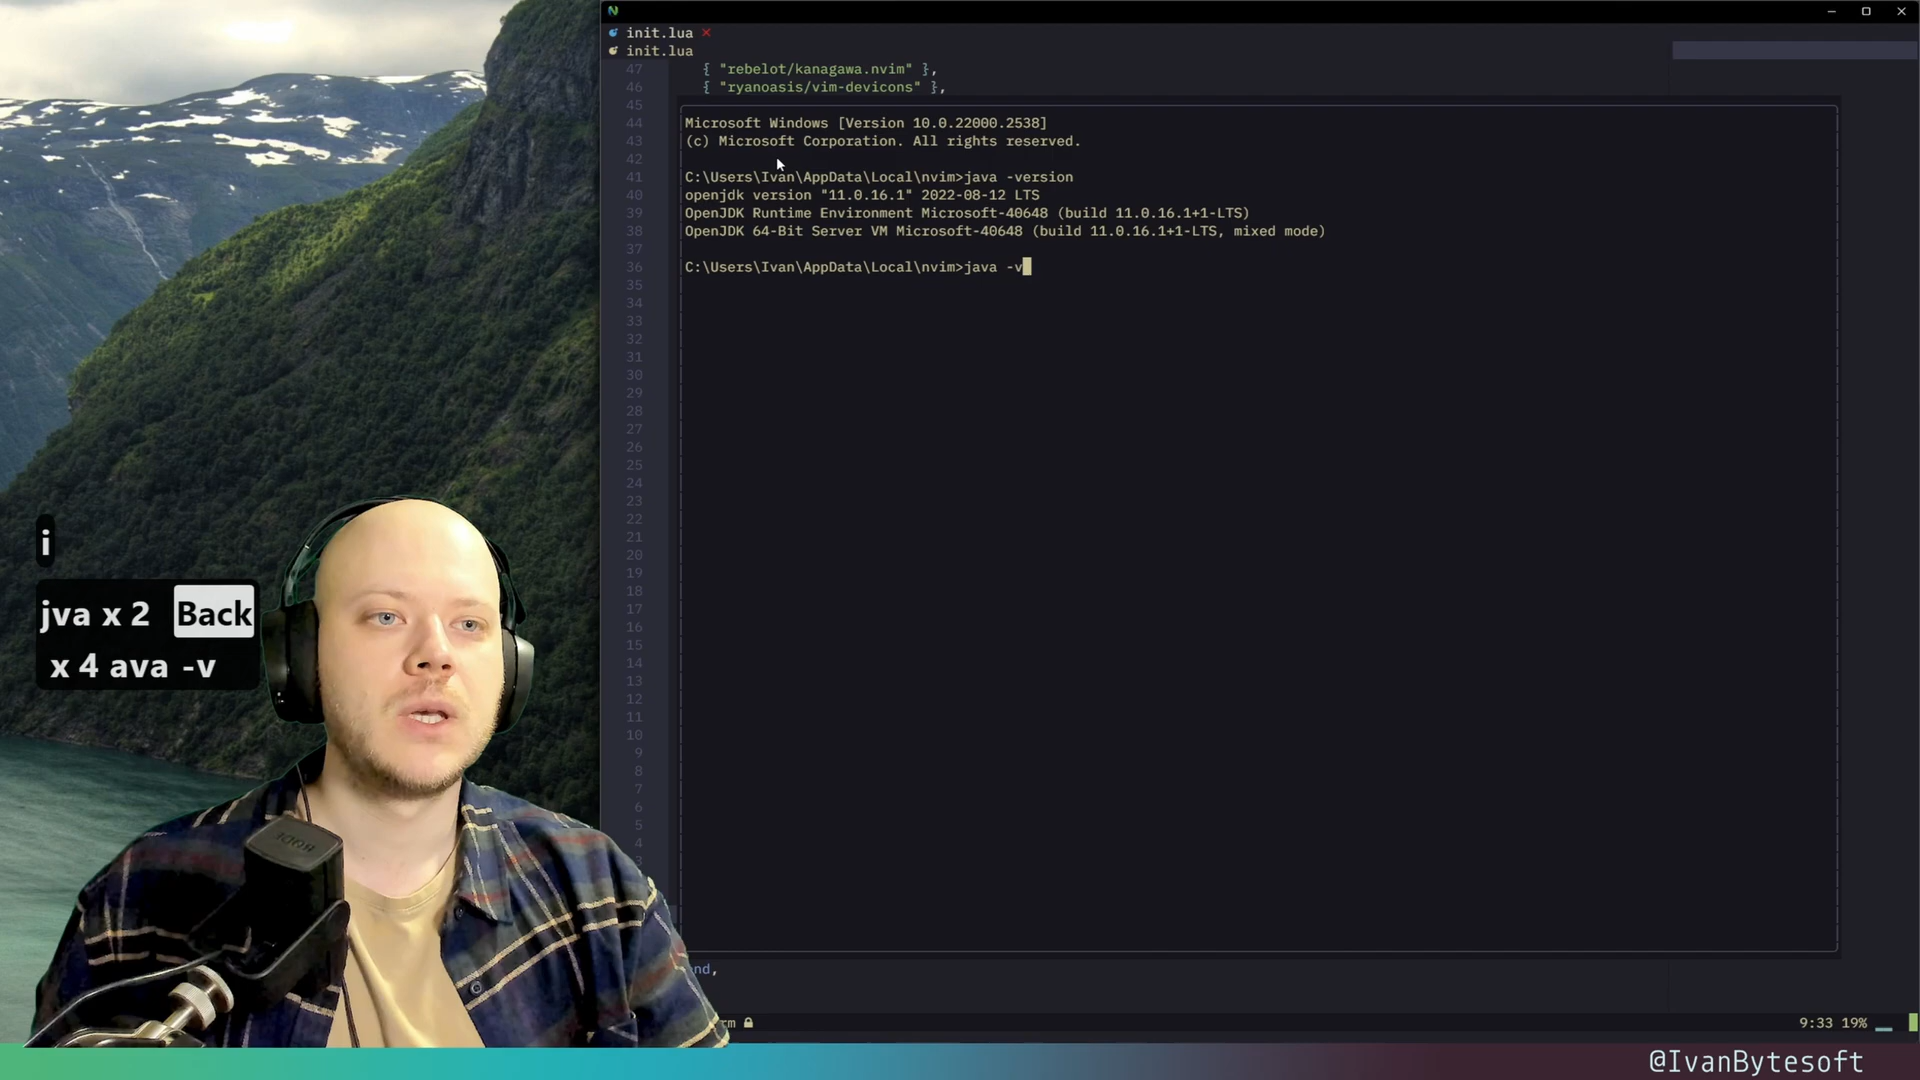 init.lua
init.lua
47 { "rebelot/kanagawa.nvim" },
46 { "ryanoasis/vim-devicons" },
45
44 Microsoft Windows [Version 10.0.22000.2538]
43 (c) Microsoft Corporation. All rights reserved.
42
41 C:\Users\Ivan\AppData\Local\nvim>java -version
40 openjdk version "11.0.16.1" 2022-08-12 LTS
39 OpenJDK Runtime Environment Microsoft-40648 (build 11.0.16.1+1-LTS)
38 OpenJDK 64-Bit Server VM Microsoft-40648 (build 11.0.16.1+1-LTS, mixed mode)
37
36 C:\Users\Ivan\AppData\Local\nvim>java -v
35
34
33
32
31
30
29
28
27
26
25
24
23
22
21
20
19
18
17
16
15
14
13
12
11
10
9
8
7
6
5
4
3
i
jva x 2 Back
x 4 ava -v
RODE
nd,
rm
9:33 19%
@IvanBytesoft